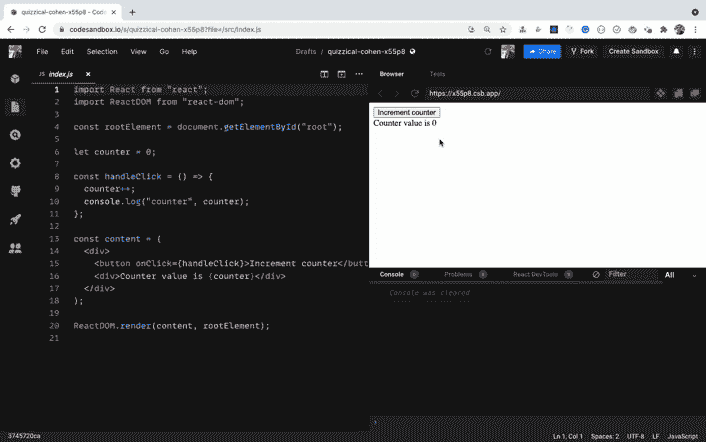 quizzical-cohen-x55p8 - Code
codesandbox.io/s/quizzical-cohen-x55p8?file=/src/index.js
File Edit Selection View Go Help
Drafts / quizzical-cohen-x55p8
Share
Fork
Create Sandbox
JS index.js
Browser
Tests
https://x55p8.csb.app/
1 import React from "react";
2 import ReactDOM from "react-dom";
3
4 const rootElement = document.getElementById("root");
5
6 let counter = 0;
7
8 const handleClick = () => {
9 counter++;
10 console.log("counter", counter);
11 };
12
13 const content = (
14 <div>
15 <button onClick={handleClick}>Increment counter</butt
16 <div>Counter value is {counter}</div>
17 </div>
18 );
19
20 ReactDOM.render(content, rootElement);
21
Increment counter
Counter value is 0
Console
Problems
React DevTools
Filter
All
Console was cleared
3745720ca
Ln 1, Col 1 Spaces: 2 UTF-8 LF JavaScript